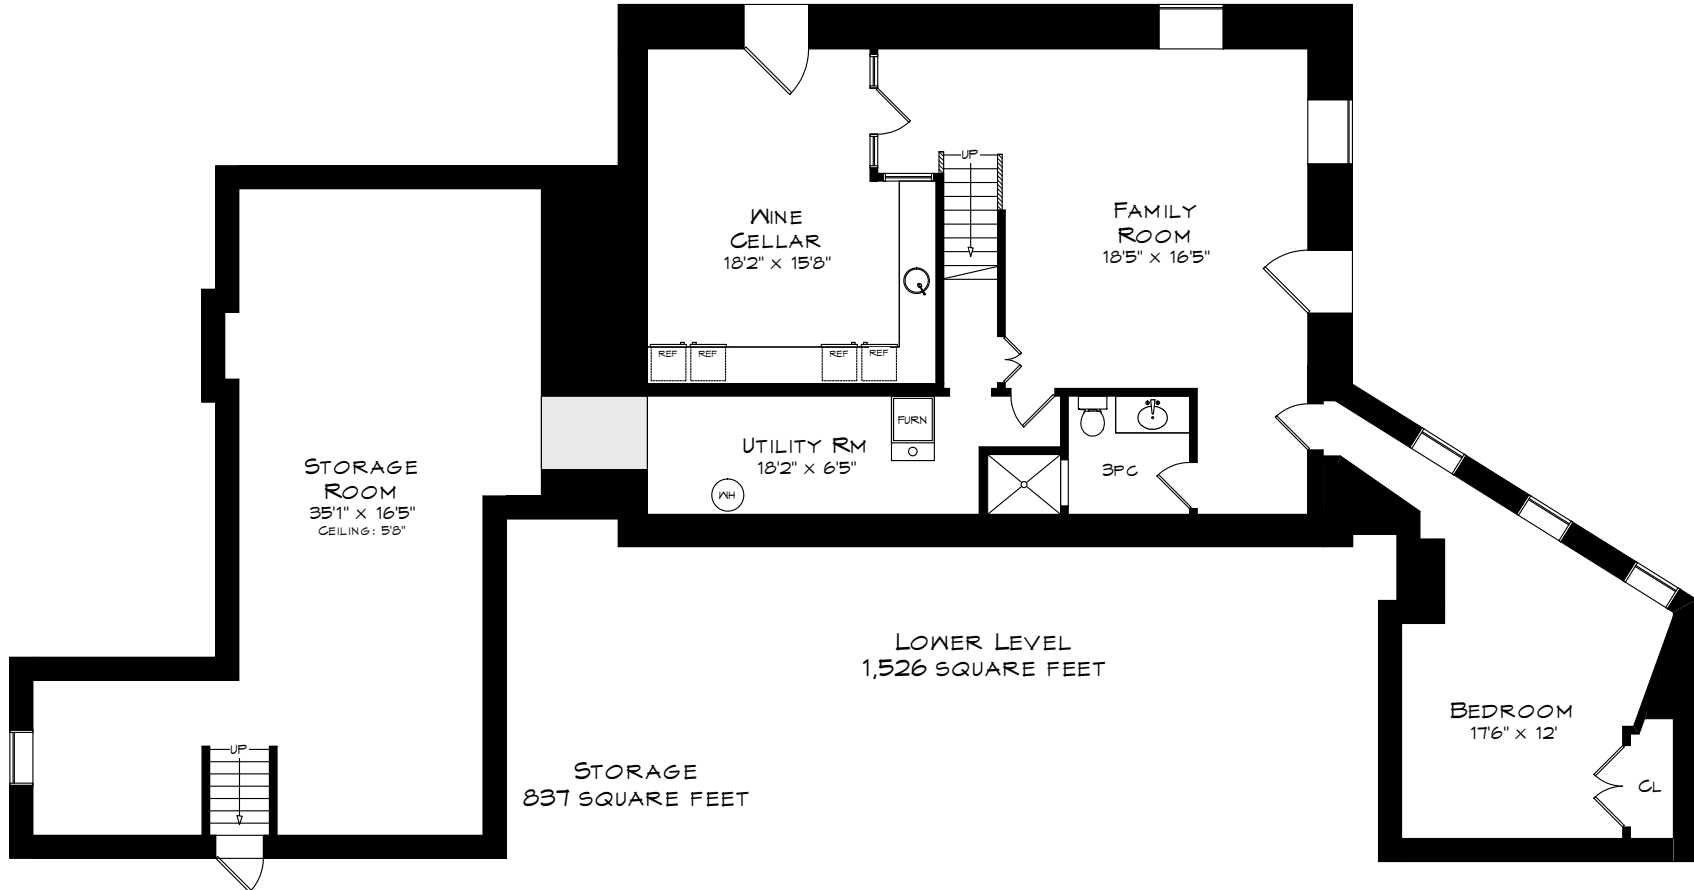 UP
WINE
CELLAR
18'2" x 15'8"
FAMILY
ROOM
18'5" x 16'5"
REF
REF
REF
REF
FURN
UTILITY RM
18'2" x 6'5"
WH
3PC
STORAGE
ROOM
35'1" x 16'5"
CEILING: 5'8"
LOWER LEVEL
1,526 SQUARE FEET
BEDROOM
17'6" x 12'
CL
UP
STORAGE
837 SQUARE FEET